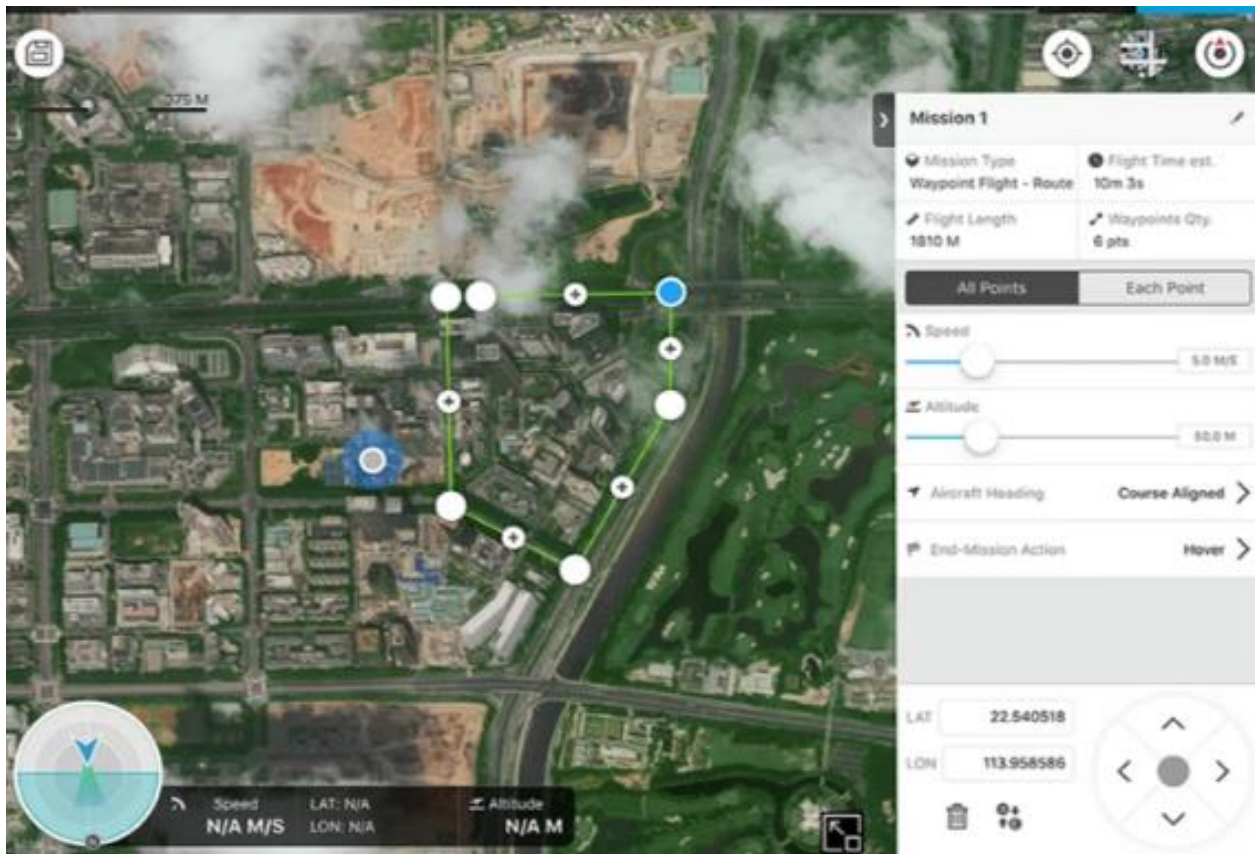 375 M
Mission 1
Mission Type
Waypoint Flight - Route
Flight Time est.
10m 3s
Flight Length
1810 M
Waypoints Qty.
6 pts
All Points
Each Point
Speed
5.0 M/S
Altitude
50.0 M
Aircraft Heading
Course Aligned
End-Mission Action
Hover
LAT
22.540518
LON
113.958586
Speed
N/A M/S
LAT: N/A
LON: N/A
Altitude
N/A M